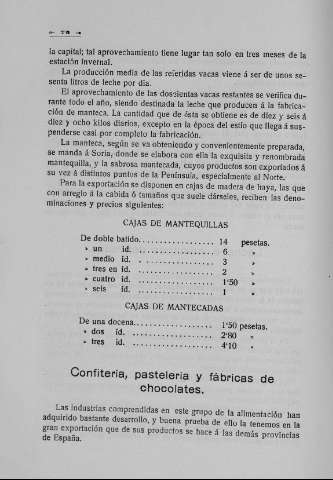 — 78 —
la capital; tal aprovechamiento tiene lugar tan solo en tres meses de la
estación invernal.
La producción media de las referidas vacas viene á ser de unos se-
senta litros de leche por día.
El aprovechamiento de las doscientas vacas restantes se verifica du-
rante todo el año, siendo destinada la leche que producen á la fabrica-
ción de manteca. La cantidad que de ésta se obtiene es de diez y seis á
diez y ocho kilos diarios, excepto en la época del estío que llega á sus-
penderse casi por completo la fabricación.
La manteca, según se va obteniendo y convenientemente preparada,
se manda á Soria, donde se elabora con ella la exquisita y renombrada
mantequilla, y la sabrosa mantecada, cuyos productos son exportados á
su vez á distintos puntos de la Península, especialmente al Norte.
Para la exportación se disponen en cajas de madera de haya, las que
con arreglo á la cabida ó tamaños que suele dárseles, reciben las deno-
minaciones y precios siguientes:
CAJAS DE MANTEQUILLAS
De doble batido.................. 14 pesetas.
» un id. .................. 6 »
» medio id. .................. 3 »
» tres en id. .................. 2 »
» cuatro id. .................. 1'50 »
» seis id. .................. 1 »
CAJAS DE MANTECADAS
De una docena................... 1'50 pesetas.
» dos id. ................... 2'80 »
» tres id. ................... 4'10 »
Confitería, pastelería y fábricas de
chocolates.
Las industrias comprendidas en este grupo de la alimentación han
adquirido bastante desarrollo, y buena prueba de ello la tenemos en la
gran exportación que de sus productos se hace á las demás provincias
de España.